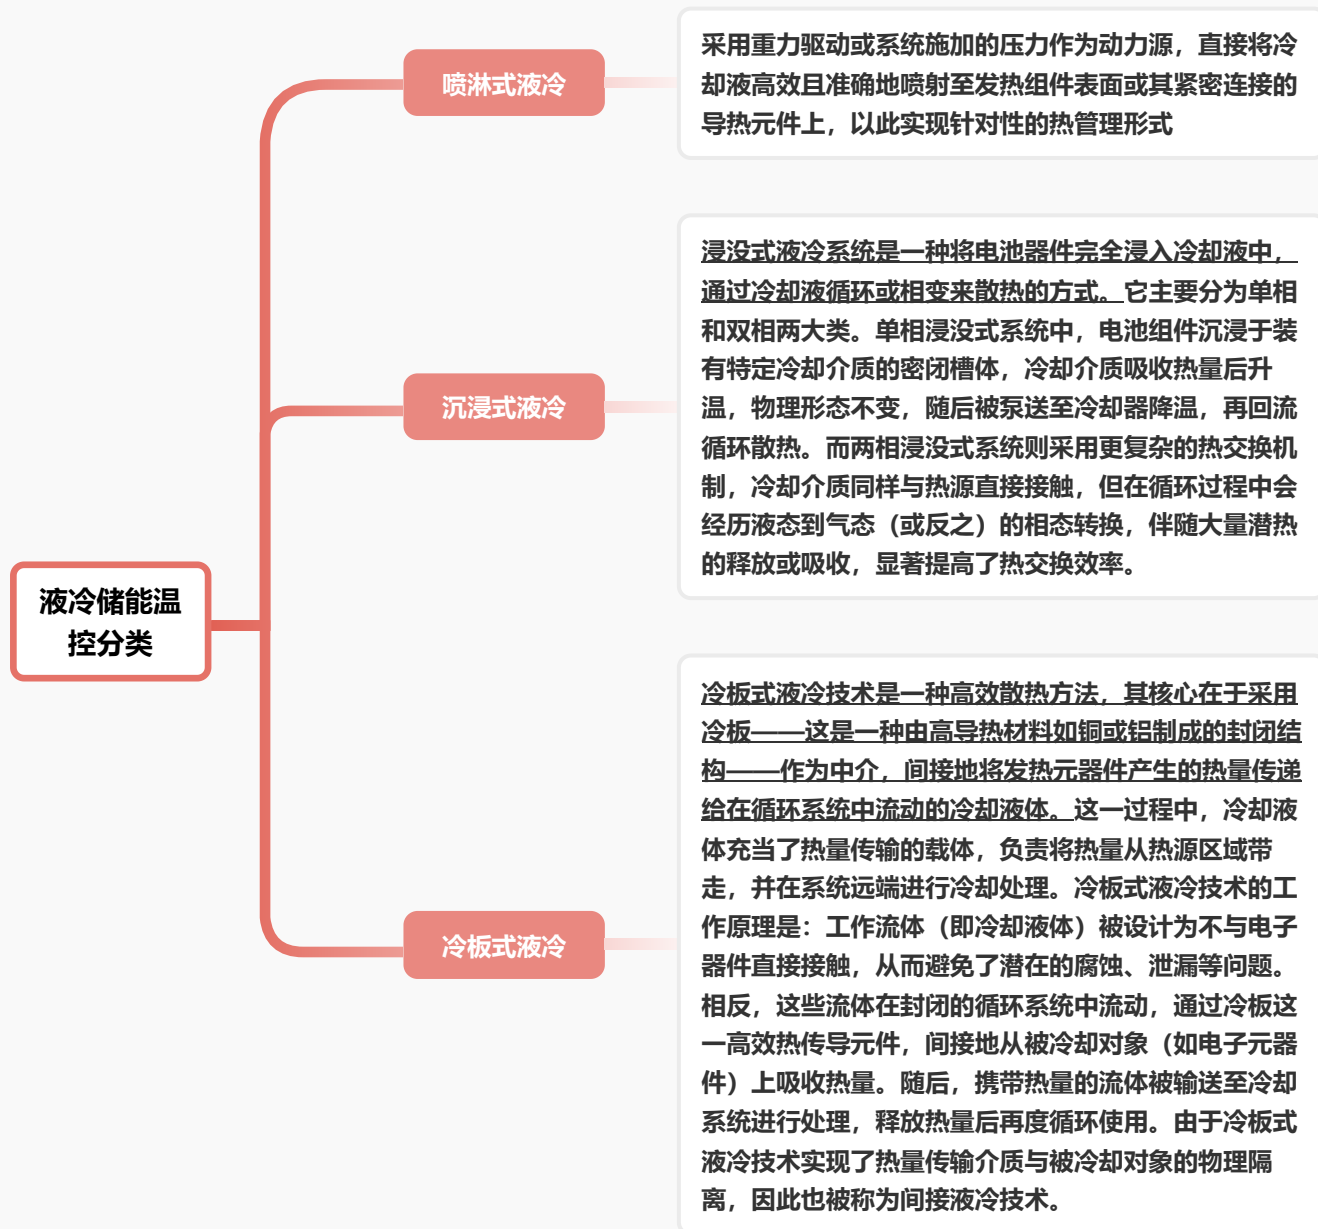 液冷储能温
控分类
喷淋式液冷
采用重力驱动或系统施加的压力作为动力源，直接将冷
却液高效且准确地喷射至发热组件表面或其紧密连接的
导热元件上，以此实现针对性的热管理形式
沉浸式液冷
浸没式液冷系统是一种将电池器件完全浸入冷却液中，
通过冷却液循环或相变来散热的方式。它主要分为单相
和双相两大类。单相浸没式系统中，电池组件沉浸于装
有特定冷却介质的密闭槽体，冷却介质吸收热量后升
温，物理形态不变，随后被泵送至冷却器降温，再回流
循环散热。而两相浸没式系统则采用更复杂的热交换机
制，冷却介质同样与热源直接接触，但在循环过程中会
经历液态到气态（或反之）的相态转换，伴随大量潜热
的释放或吸收，显著提高了热交换效率。
冷板式液冷
冷板式液冷技术是一种高效散热方法，其核心在于采用
冷板——这是一种由高导热材料如铜或铝制成的封闭结
构——作为中介，间接地将发热元器件产生的热量传递
给在循环系统中流动的冷却液体。这一过程中，冷却液
体充当了热量传输的载体，负责将热量从热源区域带
走，并在系统远端进行冷却处理。冷板式液冷技术的工
作原理是：工作流体（即冷却液体）被设计为不与电子
器件直接接触，从而避免了潜在的腐蚀、泄漏等问题。
相反，这些流体在封闭的循环系统中流动，通过冷板这
一高效热传导元件，间接地从被冷却对象（如电子元器
件）上吸收热量。随后，携带热量的流体被输送至冷却
系统进行处理，释放热量后再度循环使用。由于冷板式
液冷技术实现了热量传输介质与被冷却对象的物理隔
离，因此也被称为间接液冷技术。